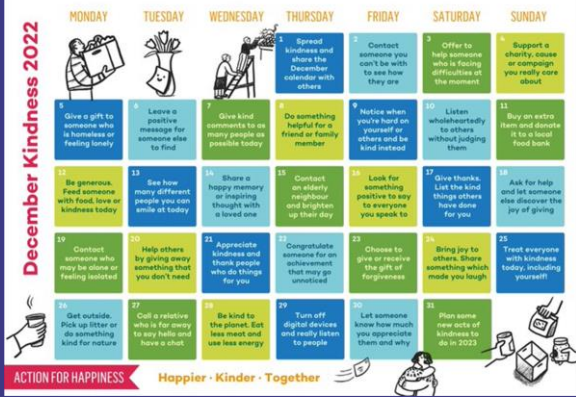 December Kindness 2022
MONDAY TUESDAY WEDNESDAY THURSDAY FRIDAY SATURDAY SUNDAY
1
Spread
kindness and
share the
December
calendar with
others
2
Contact
someone you
can't be with
to see how
they are
3
Offer to
help someone
who is facing
difficulties at
the moment
4
Support a
charity, cause
or campaign
you really care
about
5
Give a gift to
someone who
is homeless or
feeling lonely
6
Leave a
positive
message for
someone else
to find
7
Give kind
comments to as
many people as
possible today
8
Do something
helpful for a
friend or family
member
9
Notice when
you're hard on
yourself or
others and be
kind instead
10
Listen
wholeheartedly
to others
without judging
them
11
Buy an extra
item and donate
it to a local
food bank
12
Be generous.
Feed someone
with food, love or
kindness today
13
See how
many different
people you can
smile at today
14
Share a
happy memory
or inspiring
thought with
a loved one
15
Contact
an elderly
neighbour
and brighten
up their day
16
Look for
something
positive to say
to everyone
you speak to
17
Give thanks.
List the kind
things others
have done
for you
18
Ask for help
and let someone
else discover the
joy of giving
19
Contact
someone who
may be alone or
feeling isolated
20
Help others
by giving away
something that
you don't need
21
Appreciate
kindness and
thank people
who do things
for you
22
Congratulate
someone for an
achievement
that may go
unnoticed
23
Choose to
give or receive
the gift of
forgiveness
24
Bring joy to
others. Share
something which
made you laugh
25
Treat everyone
with kindness
today, including
yourself!
26
Get outside.
Pick up litter or
do something
kind for nature
27
Call a relative
who is far away
to say hello and
have a chat
28
Be kind to
the planet. Eat
less meat and
use less energy
29
Turn off
digital devices
and really listen
to people
30
Let someone
know how much
you appreciate
them and why
31
Plan some
new acts of
kindness to
do in 2023
ACTION FOR HAPPINESS
Happier · Kinder · Together